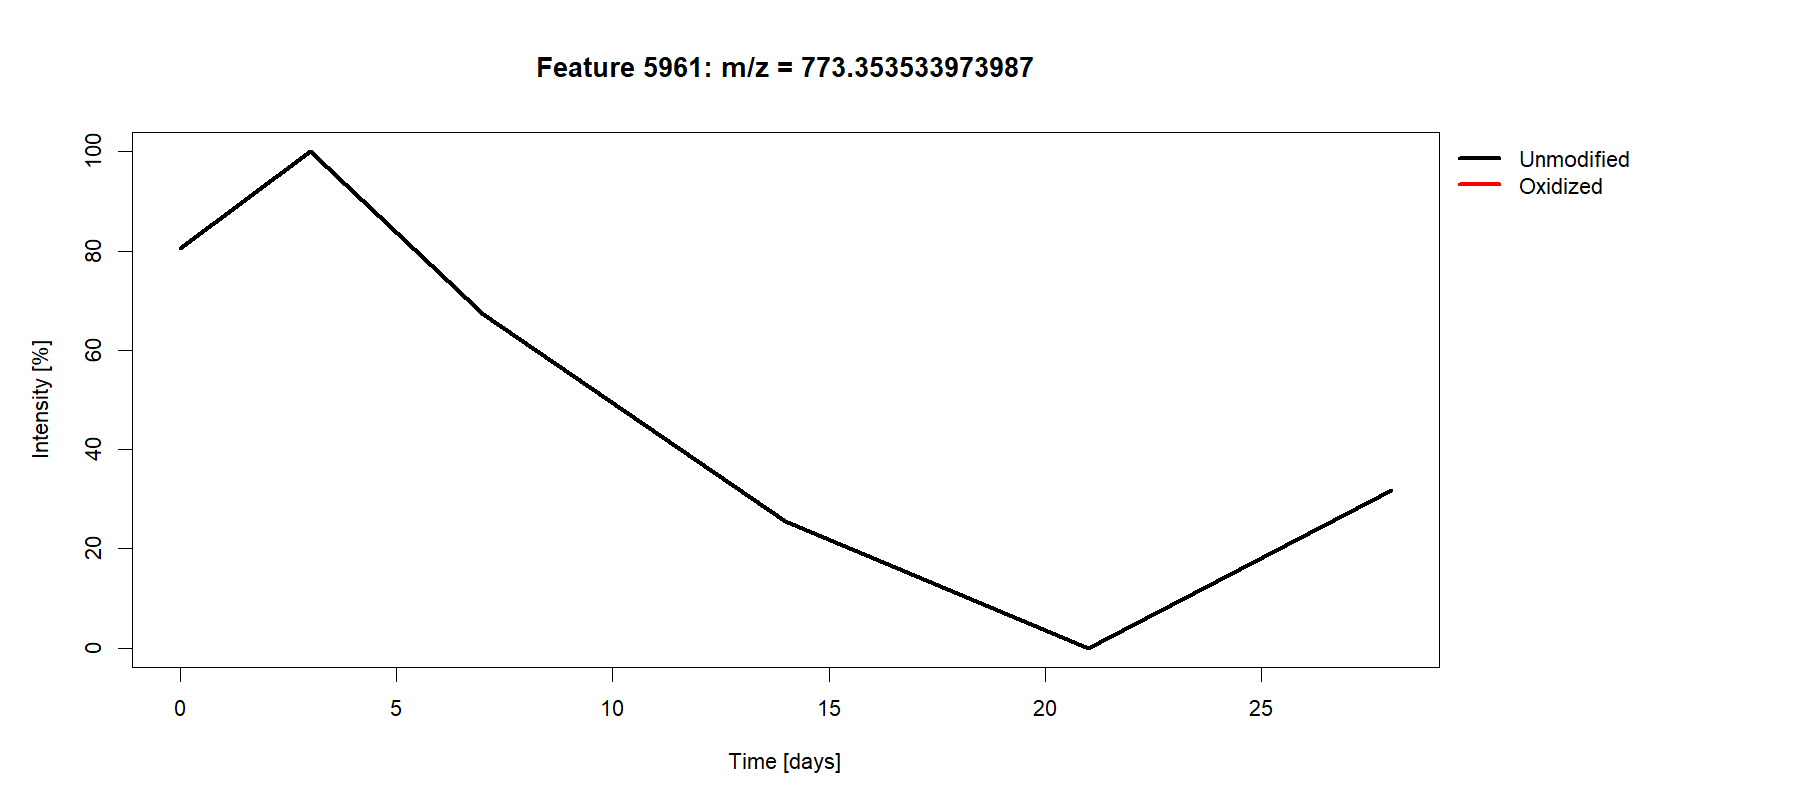 Feature 5961: m/z = 773.353533973987
Unmodified
Oxidized
Intensity [%]
100
80
60
40
20
0
0 5 10 15 20 25
Time [days]